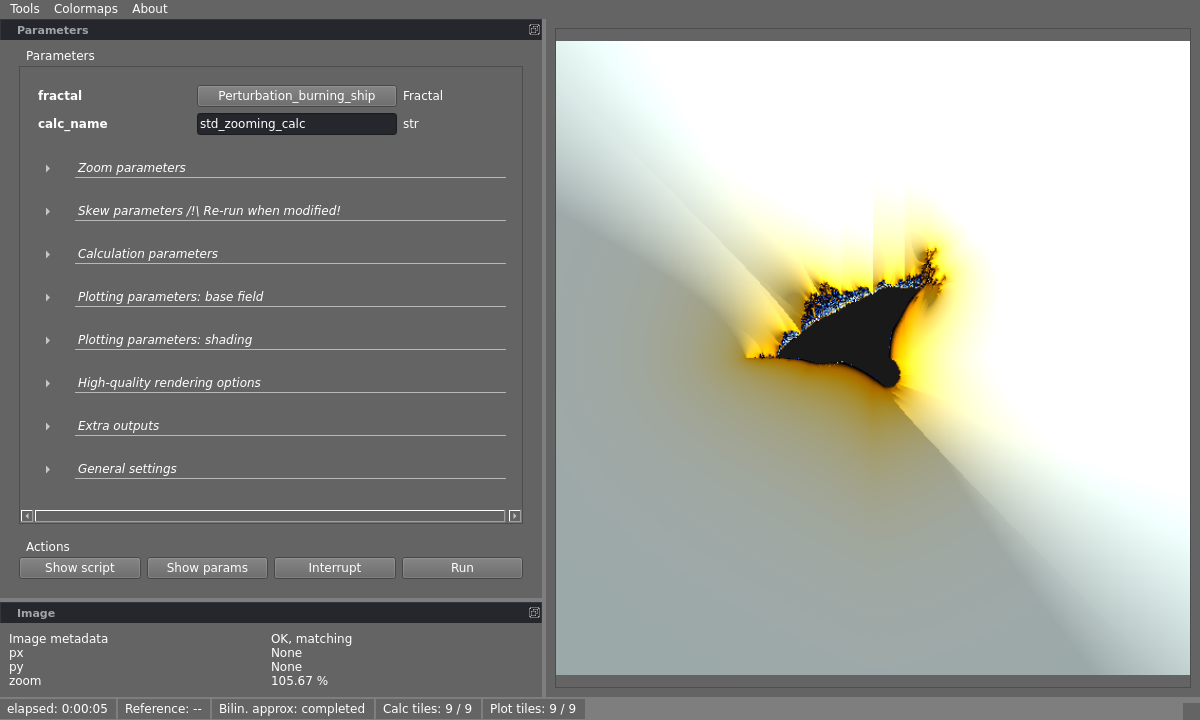 Tools Colormaps About
Parameters
Parameters
fractal Perturbation_burning_ship Fractal
calc_name std_zooming_calc str
Zoom parameters
Skew parameters /!\ Re-run when modified!
Calculation parameters
Plotting parameters: base field
Plotting parameters: shading
High-quality rendering options
Extra outputs
General settings
Actions
Show script Show params Interrupt Run
Image
Image metadata OK, matching
px None
py None
zoom 105.67 %
elapsed: 0:00:05 Reference: -- Bilin. approx: completed Calc tiles: 9 / 9 Plot tiles: 9 / 9